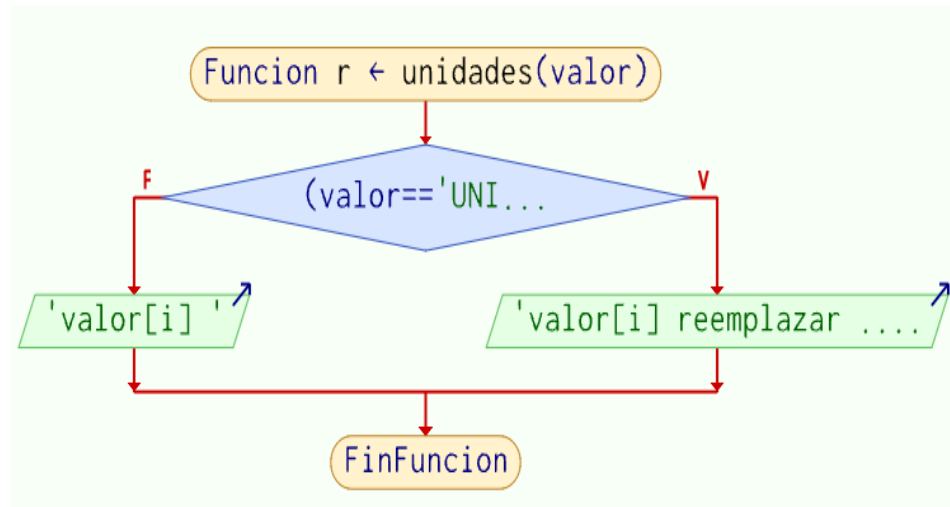 Funcion r ← unidades(valor)
F
V
(valor=='UNI...
'valor[i] '
'valor[i] reemplazar ....
FinFuncion